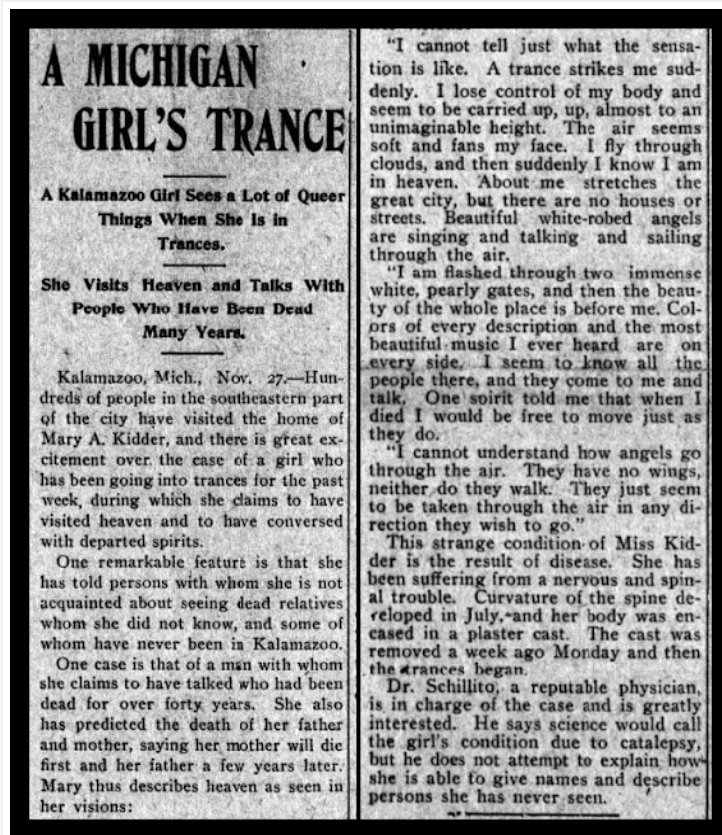 A MICHIGAN
GIRL'S TRANCE
A Kalamazoo Girl Sees a Lot of Queer
Things When She Is in
Trances.
She Visits Heaven and Talks With
People Who Have Been Dead
Many Years.
Kalamazoo, Mich., Nov. 27.—Hun-
dreds of people in the southeastern part
of the city have visited the home of
Mary A. Kidder, and there is great ex-
citement over the case of a girl who
has been going into trances for the past
week, during which she claims to have
visited heaven and to have conversed
with departed spirits.
One remarkable feature is that she
has told persons with whom she is not
acquainted about seeing dead relatives
whom she did not know, and some of
whom have never been in Kalamazoo.
One case is that of a man with whom
she claims to have talked who had been
dead for over forty years. She also
has predicted the death of her father
and mother, saying her mother will die
first and her father a few years later.
Mary thus describes heaven as seen in
her visions:
"I cannot tell just what the sensa-
tion is like. A trance strikes me sud-
denly. I lose control of my body and
seem to be carried up, up, almost to an
unimaginable height. The air seems
soft and fans my face. I fly through
clouds, and then suddenly I know I am
in heaven. About me stretches the
great city, but there are no houses or
streets. Beautiful white-robed angels
are singing and talking and sailing
through the air.
"I am flashed through two immense
white, pearly gates, and then the beau-
ty of the whole place is before me. Col-
ors of every description and the most
beautiful music I ever heard are on
every side. I seem to know all the
people there, and they come to me and
talk. One spirit told me that when I
died I would be free to move just as
they do.
"I cannot understand how angels go
through the air. They have no wings,
neither do they walk. They just seem
to be taken through the air in any di-
rection they wish to go."
This strange condition of Miss Kid-
der is the result of disease. She has
been suffering from a nervous and spin-
al trouble. Curvature of the spine de-
veloped in July, and her body was en-
cased in a plaster cast. The cast was
removed a week ago Monday and then
the trances began.
Dr. Schillito, a reputable physician,
is in charge of the case and is greatly
interested. He says science would call
the girl's condition due to catalepsy,
but he does not attempt to explain how
she is able to give names and describe
persons she has never seen.